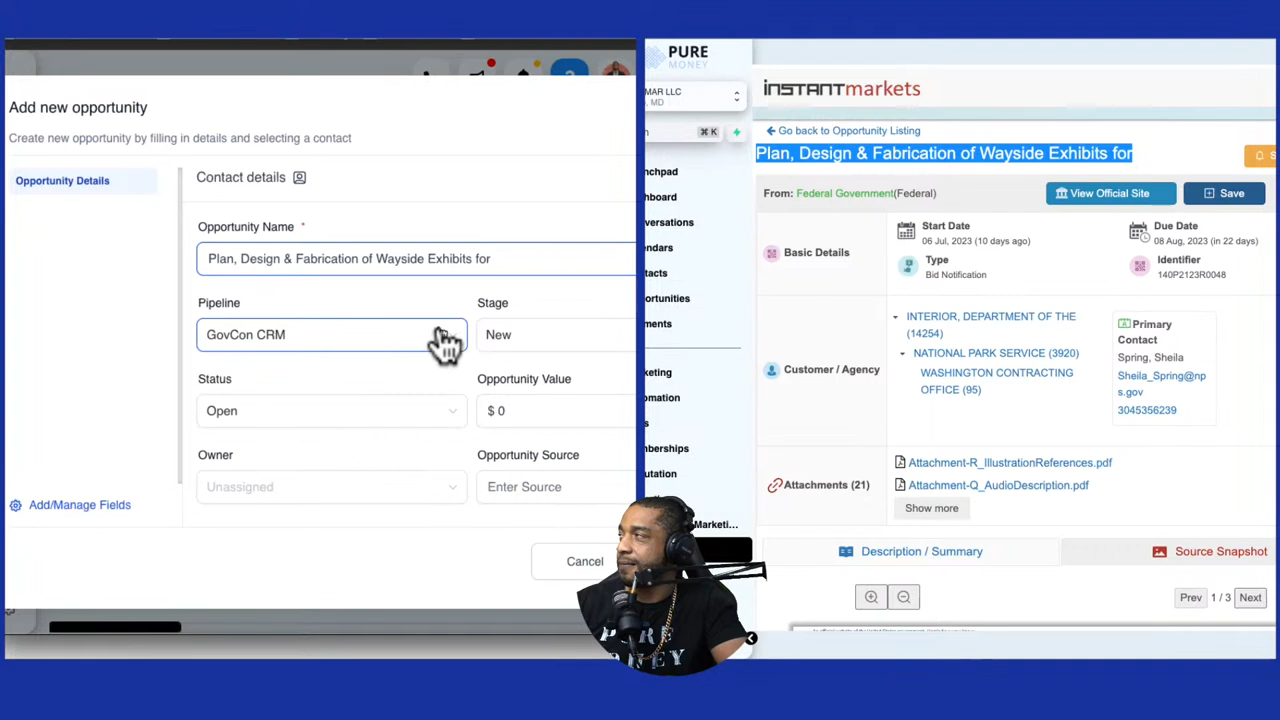 Add new opportunity
Create new opportunity by filling in details and selecting a contact
Opportunity Details
Contact details
Opportunity Name *
Plan, Design & Fabrication of Wayside Exhibits for
Pipeline
Stage
GovCon CRM
New
Status
Opportunity Value
Open
$ 0
Owner
Opportunity Source
Unassigned
Enter Source
Add/Manage Fields
Cancel
PURE
MONEY
MAR LLC
, MD
⌘ K
nchpad
hboard
versations
endars
tacts
ortunities
ments
keting
omation
s
mberships
utation
Marketi...
INSTANTmarkets
Go back to Opportunity Listing
Plan, Design & Fabrication of Wayside Exhibits for
From: Federal Government(Federal)
View Official Site
Save
Basic Details
Start Date
06 Jul, 2023 (10 days ago)
Due Date
08 Aug, 2023 (in 22 days)
Type
Bid Notification
Identifier
140P2123R0048
Customer / Agency
INTERIOR, DEPARTMENT OF THE
(14254)
NATIONAL PARK SERVICE (3920)
WASHINGTON CONTRACTING
OFFICE (95)
Primary
Contact
Spring, Sheila
Sheila_Spring@np
s.gov
3045356239
Attachments (21)
Attachment-R_IllustrationReferences.pdf
Attachment-Q_AudioDescription.pdf
Show more
Description / Summary
Source Snapshot
Prev
1 / 3
Next
PURE
MONEY